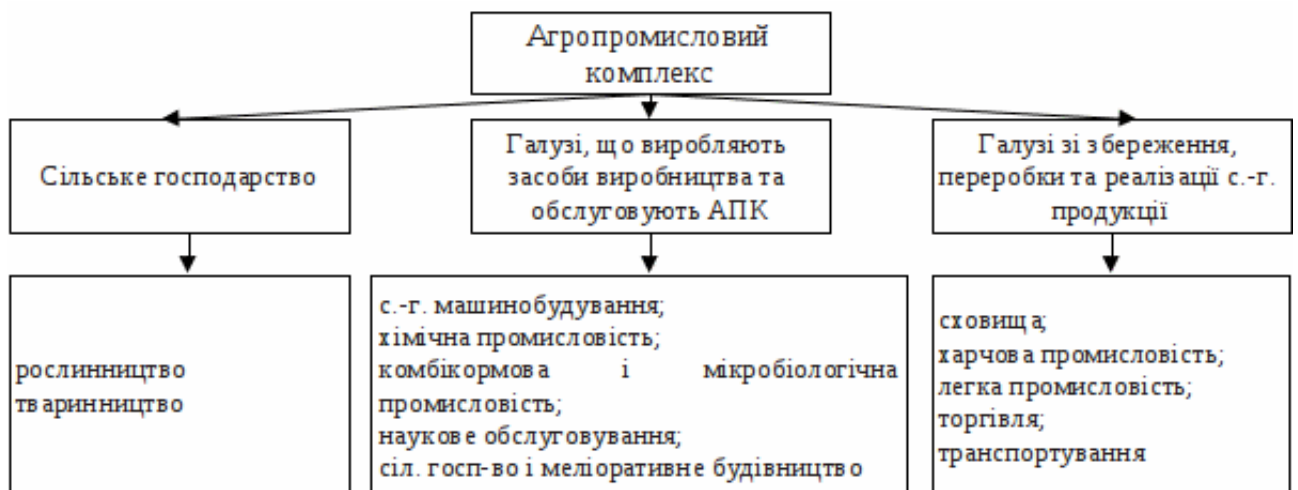 Агропромисловий
комплекс
Сільське господарство
Галузі, що виробляють
засоби виробництва та
обслуговують АПК
Галузі зі збереження,
переробки та реалізації с.-г.
продукції
рослинництво
тваринництво
с.-г. машинобудування;
хімічна промисловість;
комбікормова і мікробіологічна
промисловість;
наукове обслуговування;
сіл. госп-во і меліоративне будівництво
сховища;
харчова промисловість;
легка промисловість;
торгівля;
транспортування